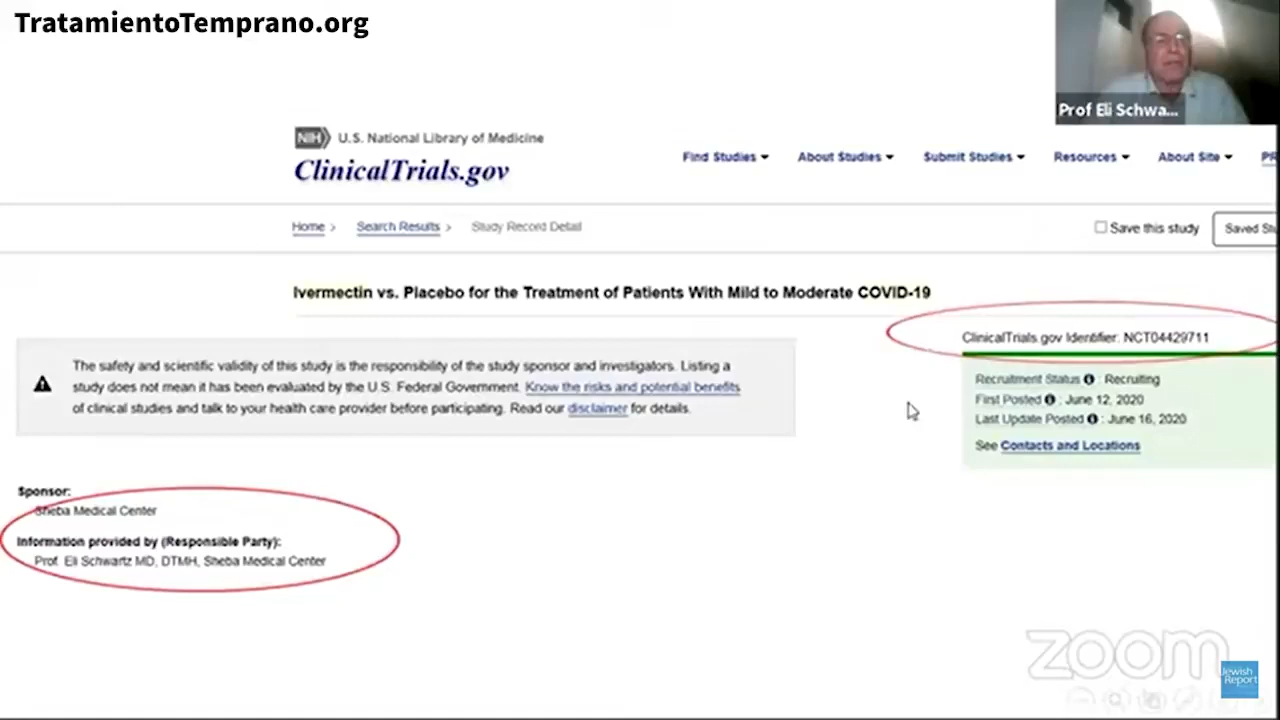 TratamientoTemprano.org
Prof Eli Schwa...
NIH U.S. National Library of Medicine
ClinicalTrials.gov
Find Studies About Studies Submit Studies Resources About Site PR
Home > Search Results > Study Record Detail
Save this study
Saved Stu
Ivermectin vs. Placebo for the Treatment of Patients With Mild to Moderate COVID-19
ClinicalTrials.gov Identifier: NCT04429711
The safety and scientific validity of this study is the responsibility of the study sponsor and investigators. Listing a
study does not mean it has been evaluated by the U.S. Federal Government. Know the risks and potential benefits
of clinical studies and talk to your health care provider before participating. Read our disclaimer for details.
Recruitment Status : Recruiting
First Posted : June 12, 2020
Last Update Posted : June 16, 2020
See Contacts and Locations
Sponsor:
Sheba Medical Center
Information provided by (Responsible Party):
Prof. Eli Schwartz MD, DTMH, Sheba Medical Center
zoom
Jewish
Report